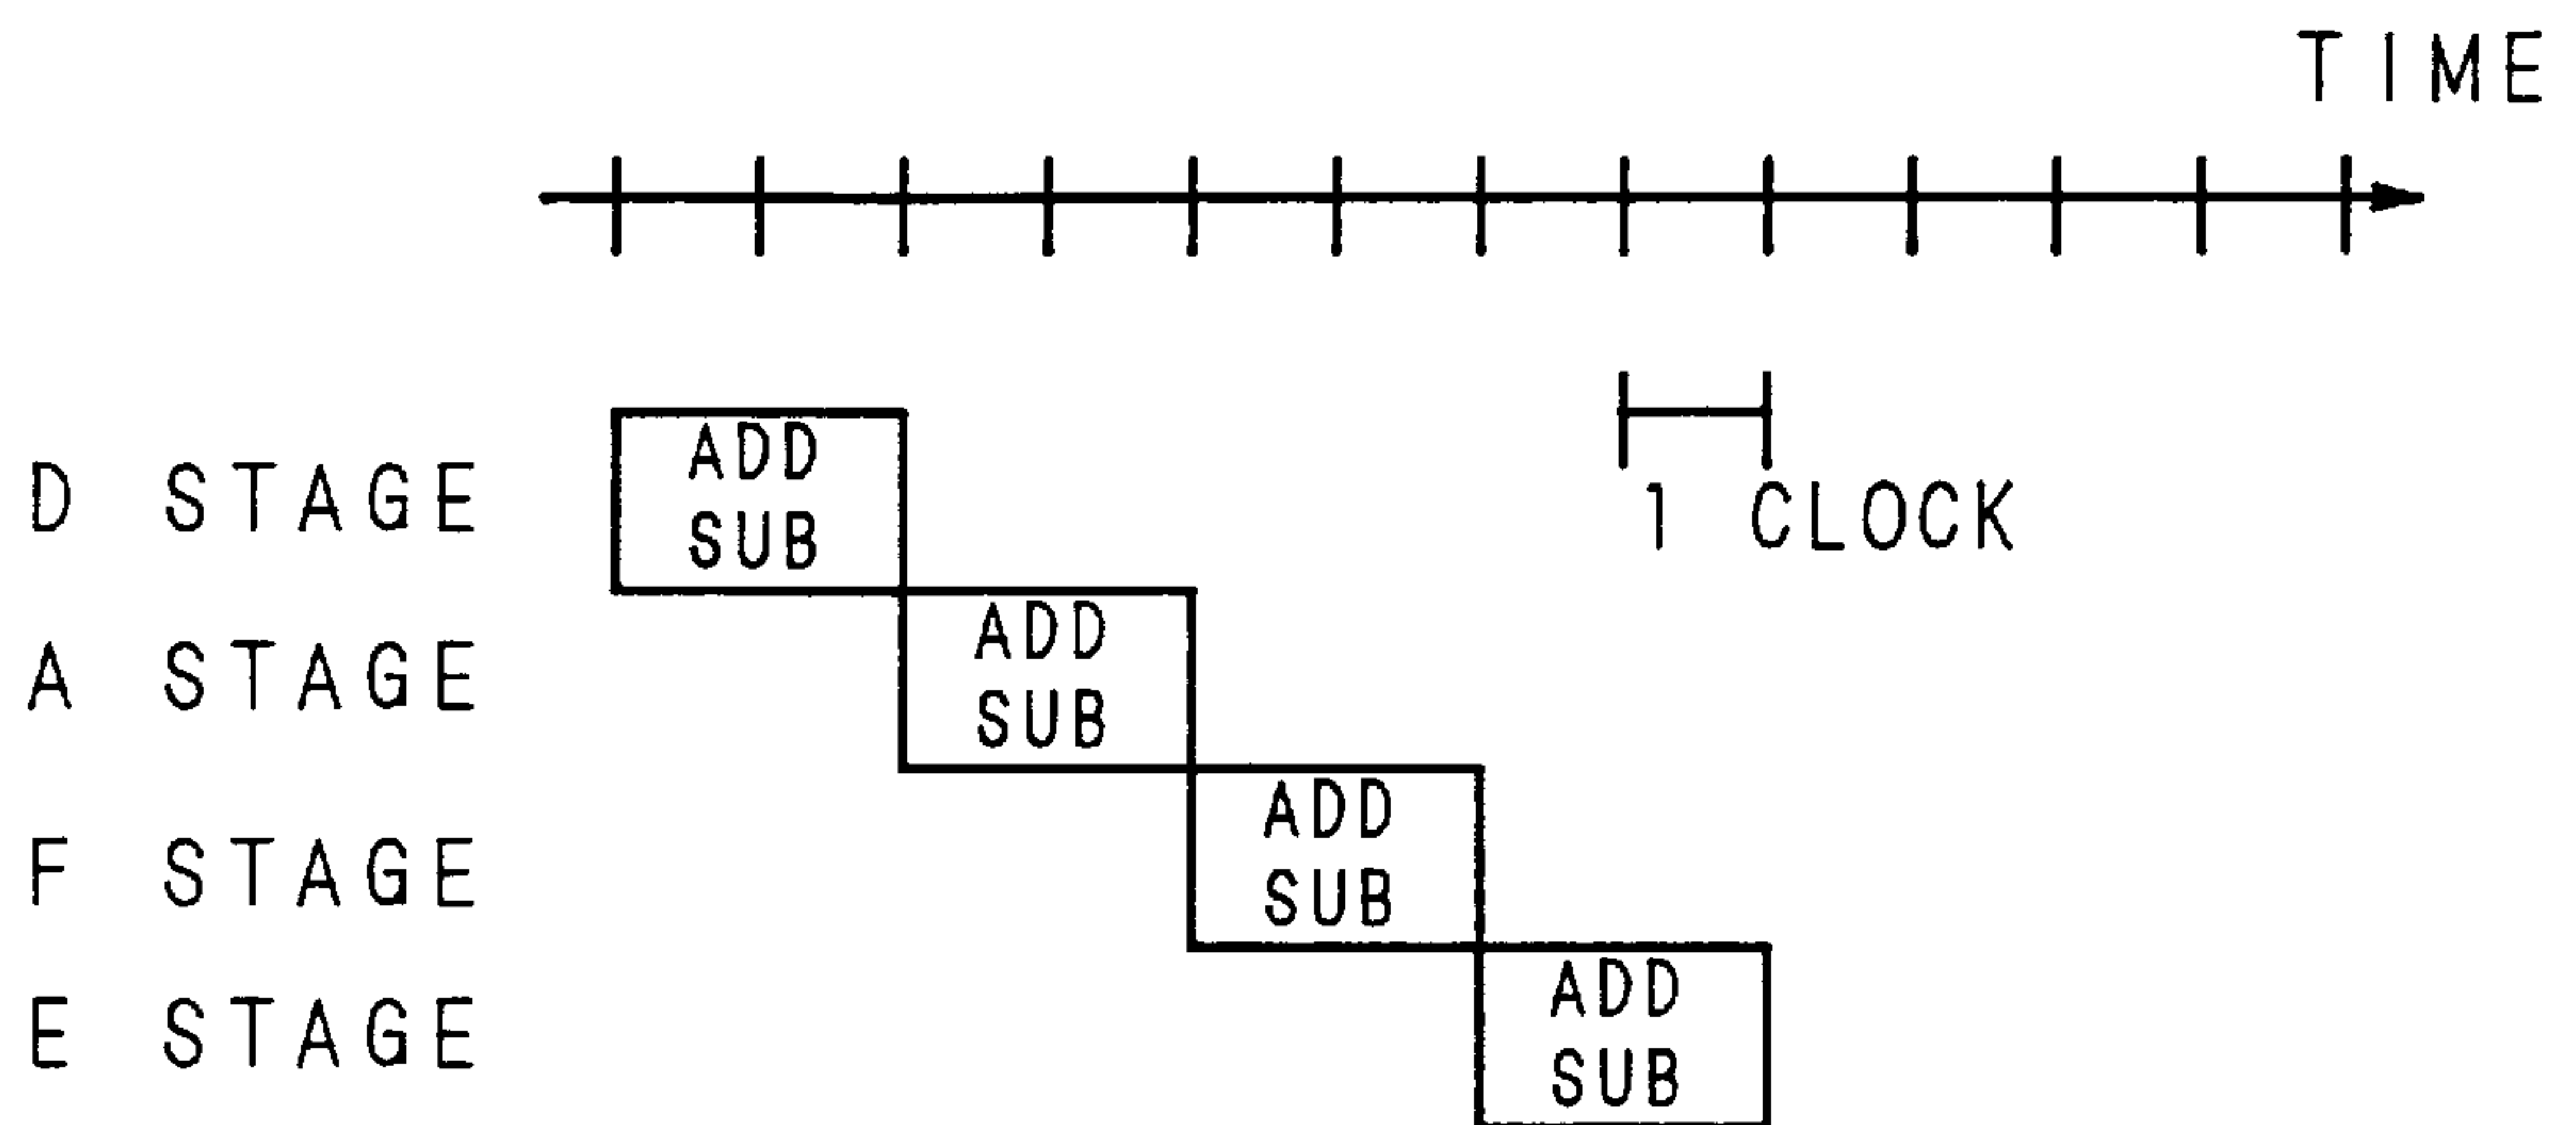 TIME
D STAGE
ADD
SUB
1 CLOCK
A STAGE
ADD
SUB
F STAGE
ADD
SUB
E STAGE
ADD
SUB